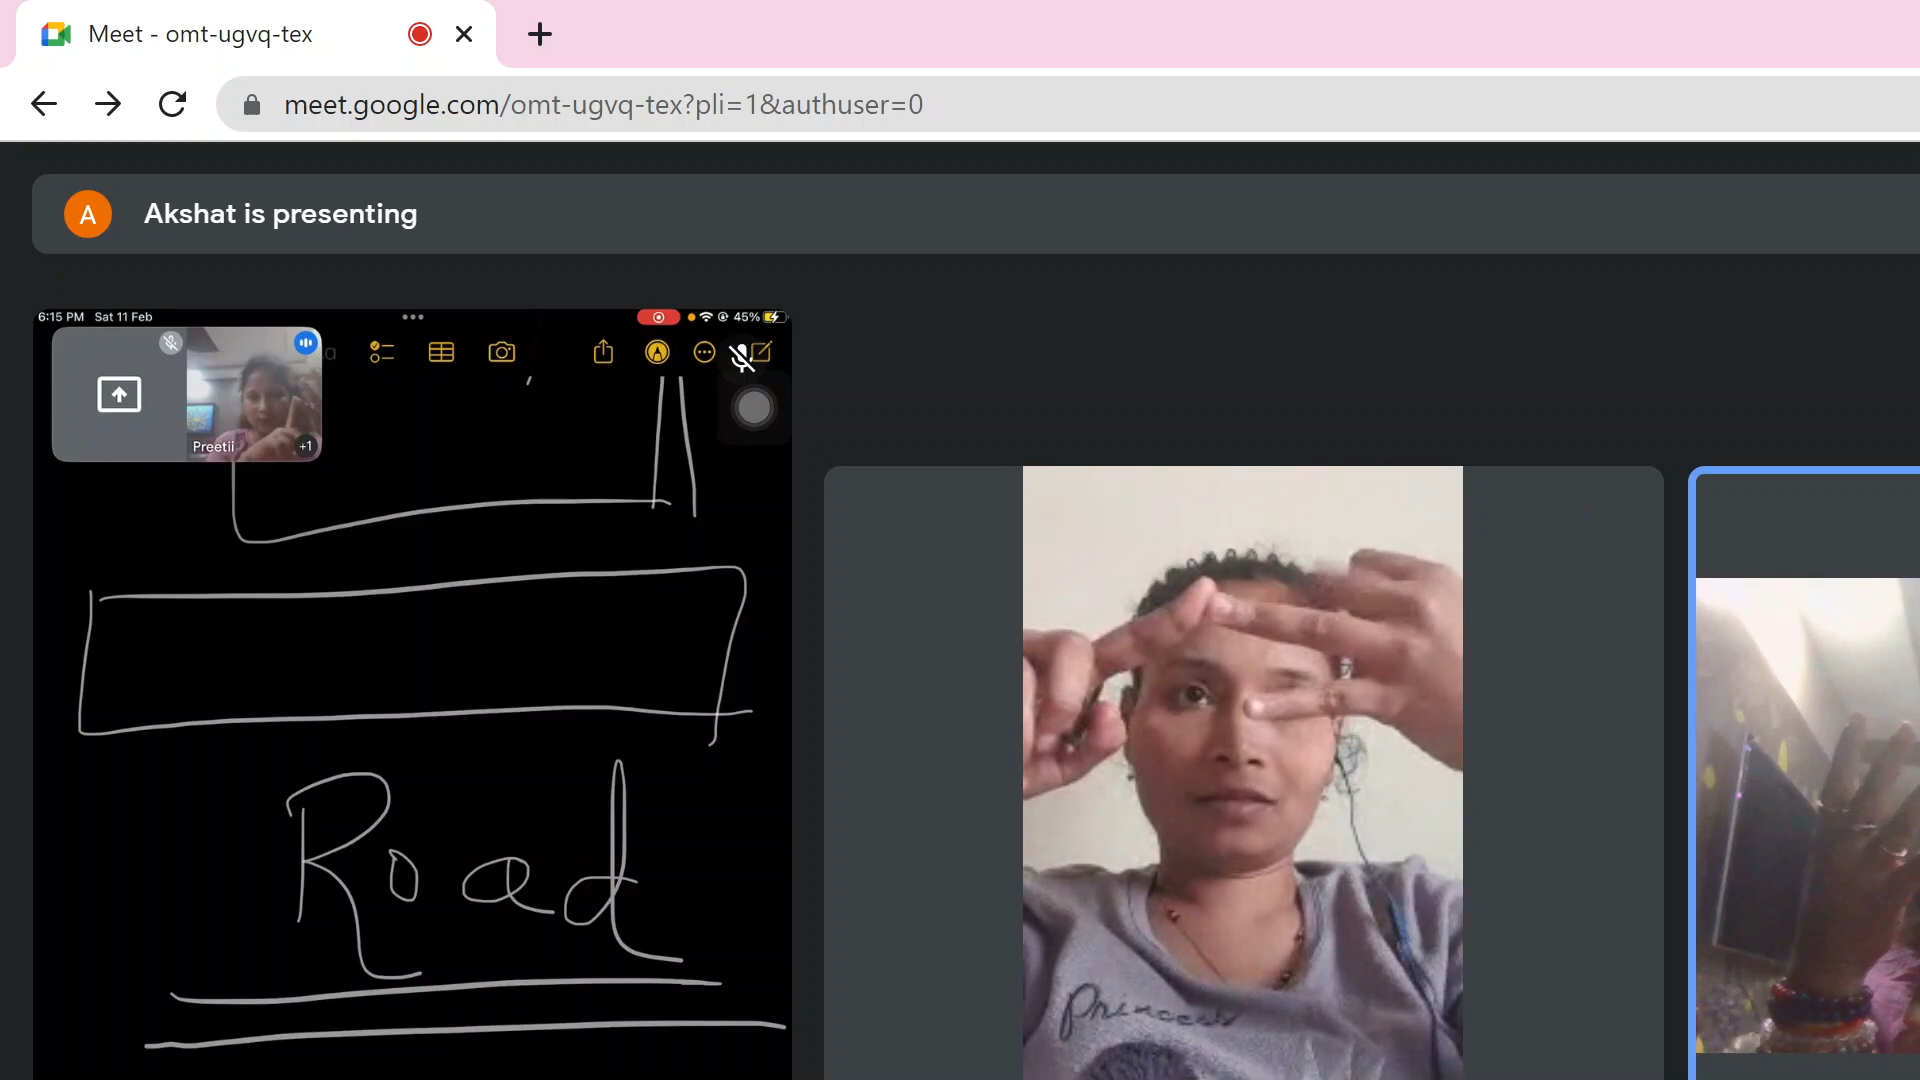 Meet - omt-ugvq-tex
meet.google.com/omt-ugvq-tex?pli=1&authuser=0
A
Akshat is presenting
6:15 PM Sat 11 Feb
45%
a
Preetii
+1
Road
Princess